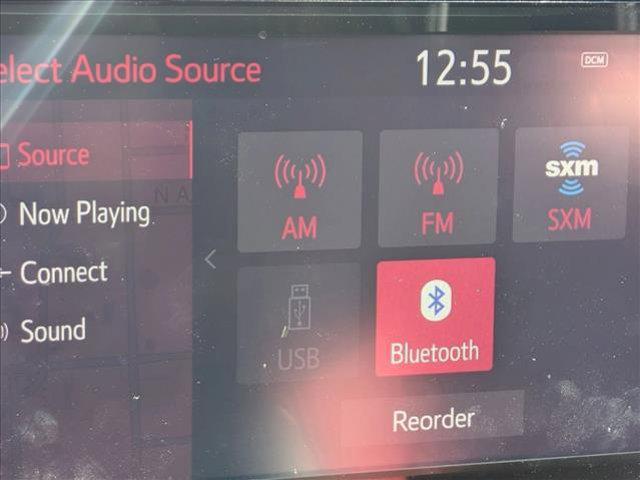 elect Audio Source
12:55
DCM
Source
Now Playing
Connect
Sound
AM
FM
sxm
SXM
USB
Bluetooth
Reorder